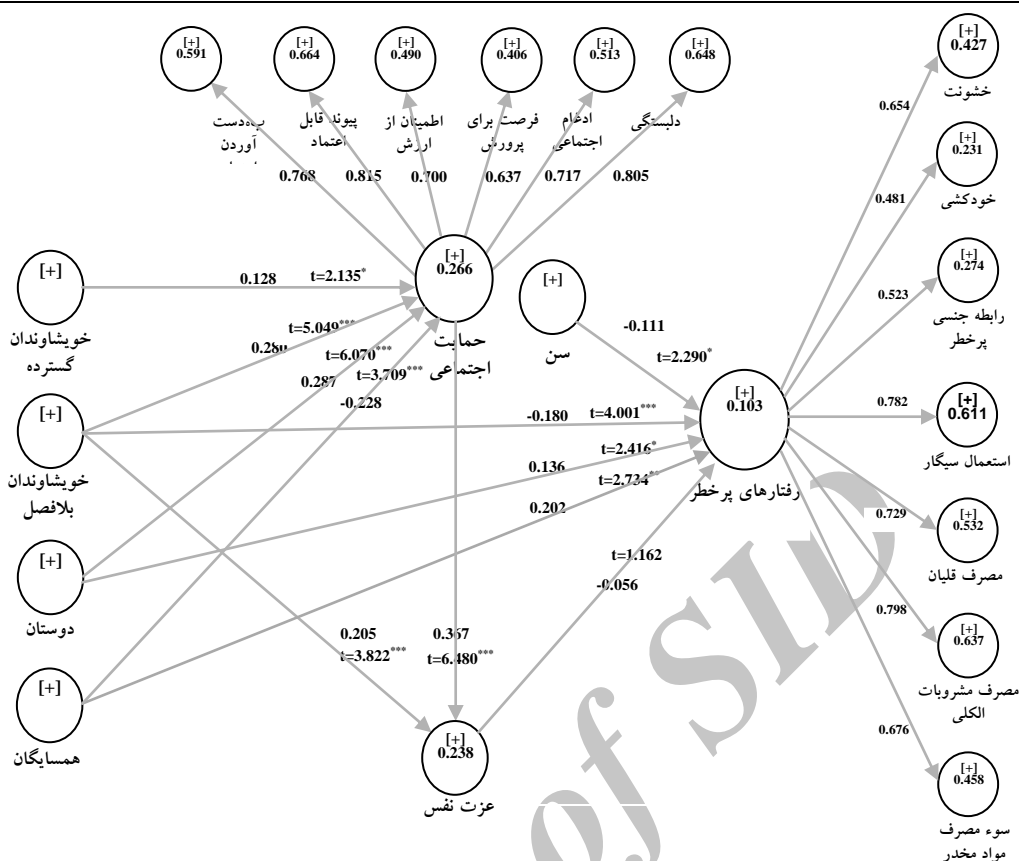 [+] [+] [+] [+] [+] [+]
0.591 0.664 0.490 0.406 0.513 0.648
به‌دست
آوردن
پیوند قابل
اعتماد
اطمینان از
ارزش
فرصت برای
پرورش
ادغام
اجتماعی
دلبستگی
0.768 0.815 0.700 0.637 0.717 0.805
[+]
0.266
حمایت
اجتماعی
[+]
سن
[+]
خویشاوندان
گسترده
[+]
خویشاوندان
بلافصل
[+]
دوستان
[+]
همسایگان
0.128 t=2.135*
t=5.049***
0.280
t=6.070***
0.287
t=3.709***
-0.228
-0.111
t=2.290*
-0.180 t=4.001***
t=2.416*
0.136
t=2.734**
0.202
t=1.162
-0.056
0.205
t=3.822***
0.367
t=6.480***
[+]
0.238
عزت نفس
[+]
0.103
رفتارهای پرخطر
0.654
0.481
0.523
0.782
0.729
0.798
0.676
[+]
0.427
خشونت
[+]
0.231
خودکشی
[+]
0.274
رابطه جنسی
پرخطر
[+]
0.611
استعمال سیگار
[+]
0.532
مصرف قلیان
[+]
0.637
مصرف مشروبات
الکلی
[+]
0.458
سوء مصرف
مواد مخدر
of SID